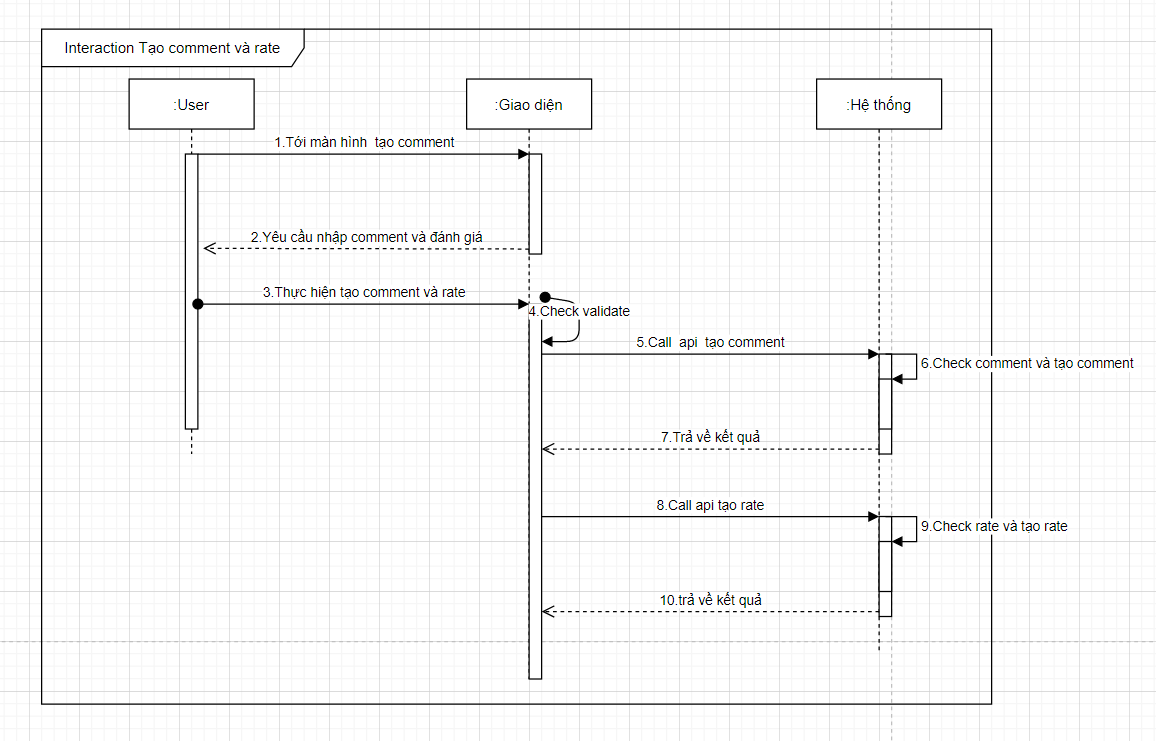 Interaction Tạo comment và rate
:User
:Giao diện
:Hệ thống
1.Tới màn hình  tạo comment
2.Yêu cầu nhập comment và đánh giá
3.Thực hiện tạo comment và rate
4.Check validate
5.Call  api  tạo comment
6.Check comment và tạo comment
7.Trả về kết quả
8.Call api tạo rate
9.Check rate và tạo rate
10.trả về kết quả